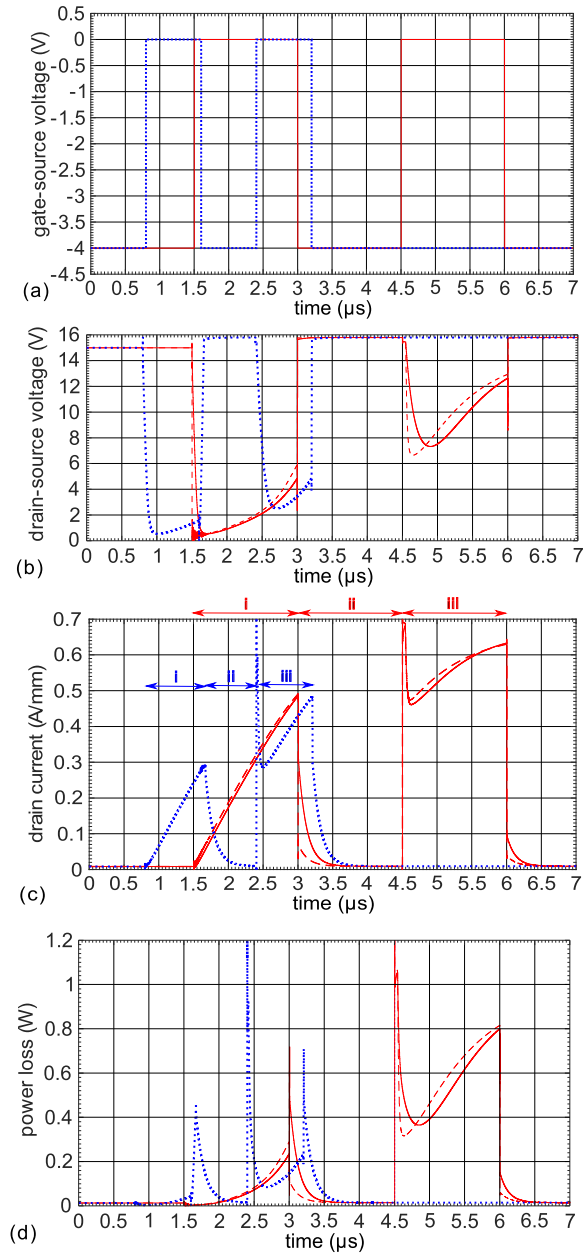 0.5
0
-0.5
-1
-1.5
-2
-2.5
-3
-3.5
-4
-4.5
gate-source voltage (V)
0 0.5 1 1.5 2 2.5 3 3.5 4 4.5 5 5.5 6 6.5 7
(a)
time (µs)
16
14
12
10
8
6
4
2
0
drain-source voltage (V)
0 0.5 1 1.5 2 2.5 3 3.5 4 4.5 5 5.5 6 6.5 7
(b)
time (µs)
i ii iii
0.7
0.6
0.5
0.4
0.3
0.2
0.1
0
i ii iii
drain current (A/mm)
0 0.5 1 1.5 2 2.5 3 3.5 4 4.5 5 5.5 6 6.5 7
(c)
time (µs)
1.2
1
0.8
0.6
0.4
0.2
0
power loss (W)
0 0.5 1 1.5 2 2.5 3 3.5 4 4.5 5 5.5 6 6.5 7
(d)
time (µs)